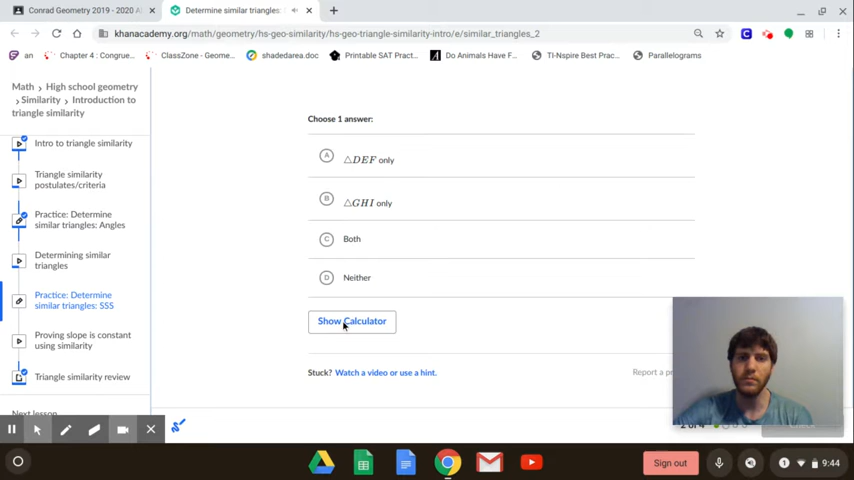 Conrad Geometry 2019 - 2020 A
Determine similar triangles:
khanacademy.org/math/geometry/hs-geo-similarity/hs-geo-triangle-similarity-intro/e/similar_triangles_2
an
Chapter 4 : Congrue...
ClassZone - Geome...
shadedarea.doc
Printable SAT Pract...
Do Animals Have F...
TI-Nspire Best Prac...
Parallelograms
Math › High school geometry
› Similarity › Introduction to
triangle similarity
Intro to triangle similarity
Triangle similarity
postulates/criteria
Practice: Determine
similar triangles: Angles
Determining similar
triangles
Practice: Determine
similar triangles: SSS
Proving slope is constant
using similarity
Triangle similarity review
Next lesson
Choose 1 answer:
A
△DEF only
B
△GHI only
C
Both
D
Neither
Show Calculator
Stuck? Watch a video or use a hint.
Report a pr
2 of 4
Sign out
1
9:44